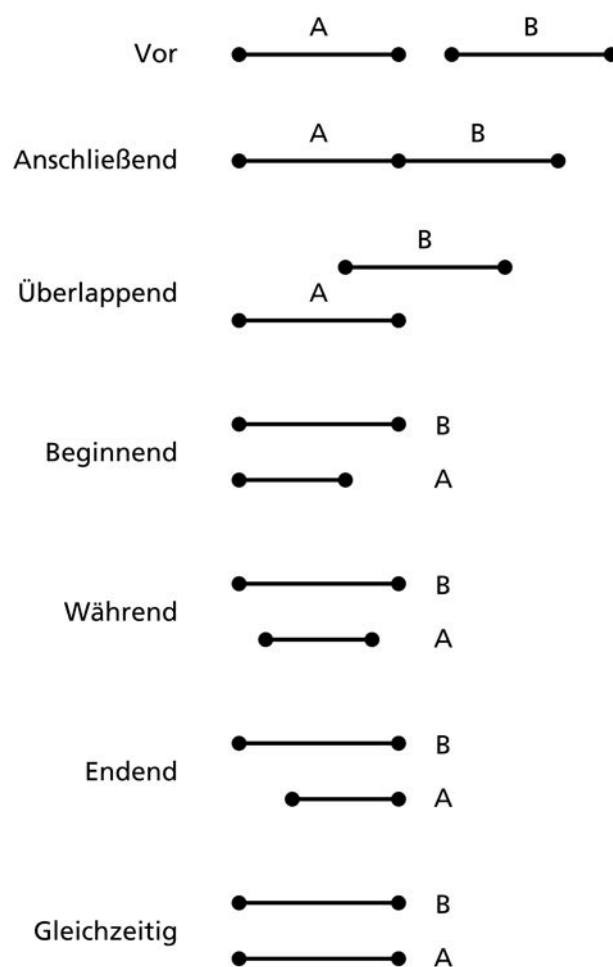 A B
Vor
A B
Anschließend
B
Überlappend
A
B
Beginnend
A
B
Während
A
B
Endend
A
B
Gleichzeitig
A